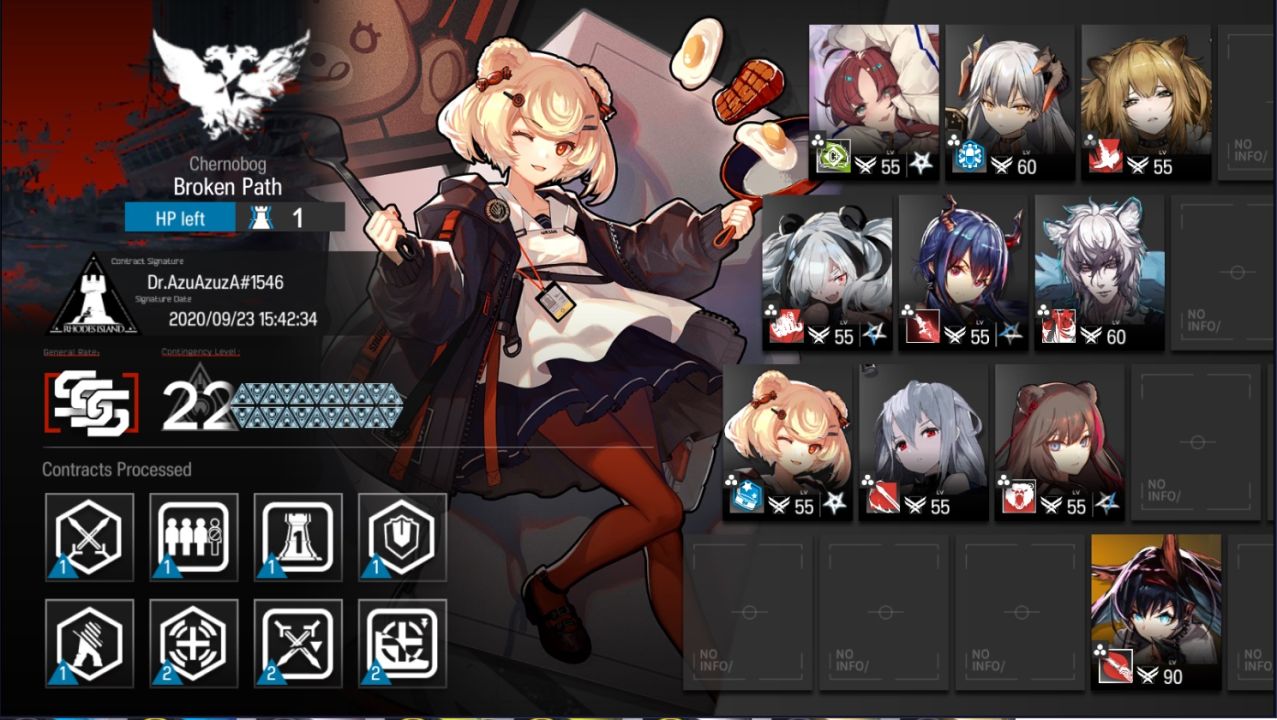 Chernobog
Broken Path
HP left 1
Contract Signature
Dr.AzuAzuzA#1546
Signature Date
2020/09/23 15:42:34
RHODES ISLAND
General Rate:
Contingency Level:
22
Contracts Processed
1 1 1 1
1 2 2 2
LV 55
LV 60
LV 55
NO INFO/
LV 55
LV 55
LV 60
NO INFO/
LV 55
LV 55
LV 55
NO INFO/
NO INFO/
NO INFO/
NO INFO/
LV 90
NO INFO